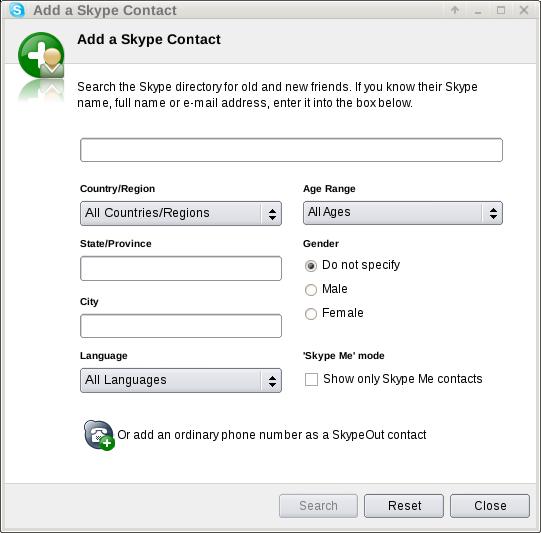 Add a Skype Contact
Add a Skype Contact
Search the Skype directory for old and new friends. If you know their Skype
name, full name or e-mail address, enter it into the box below.
Country/Region
Age Range
All Countries/Regions
All Ages
State/Province
Gender
Do not specify
Male
City
Female
Language
'Skype Me' mode
All Languages
Show only Skype Me contacts
Or add an ordinary phone number as a SkypeOut contact
Search
Reset
Close